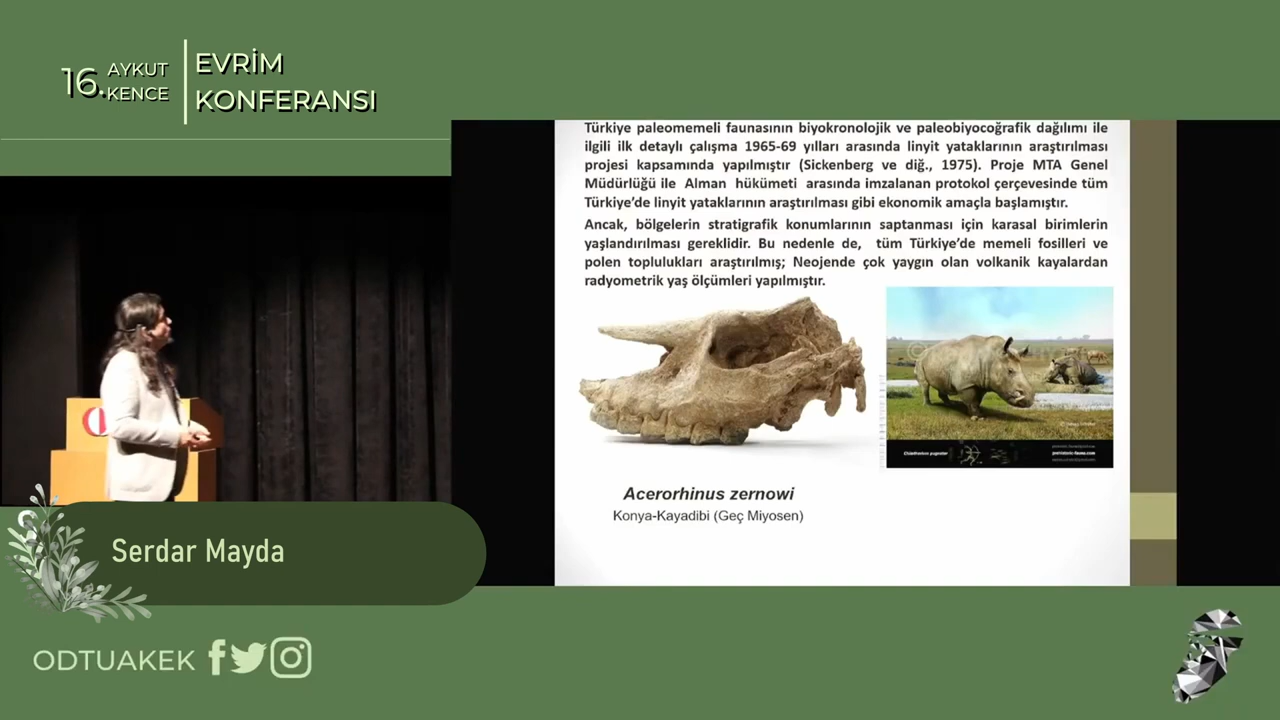 16. AYKUT KENCE
EVRİM
KONFERANSI
Türkiye paleomemeli faunasının biyokronolojik ve paleobiyocoğrafik dağılımı ile
ilgili ilk detaylı çalışma 1965-69 yılları arasında linyit yataklarının araştırılması
projesi kapsamında yapılmıştır (Sickenberg ve diğ., 1975). Proje MTA Genel
Müdürlüğü ile Alman hükümeti arasında imzalanan protokol çerçevesinde tüm
Türkiye'de linyit yataklarının araştırılması gibi ekonomik amaçla başlamıştır.
Ancak, bölgelerin stratigrafik konumlarının saptanması için karasal birimlerin
yaşlandırılması gereklidir. Bu nedenle de, tüm Türkiye'de memeli fosilleri ve
polen toplulukları araştırılmış; Neojende çok yaygın olan volkanik kayalardan
radyometrik yaş ölçümleri yapılmıştır.
prehistoric-fauna.com
Acerorhinus zernowi
Konya-Kayadibi (Geç Miyosen)
Serdar Mayda
ODTUAKEK